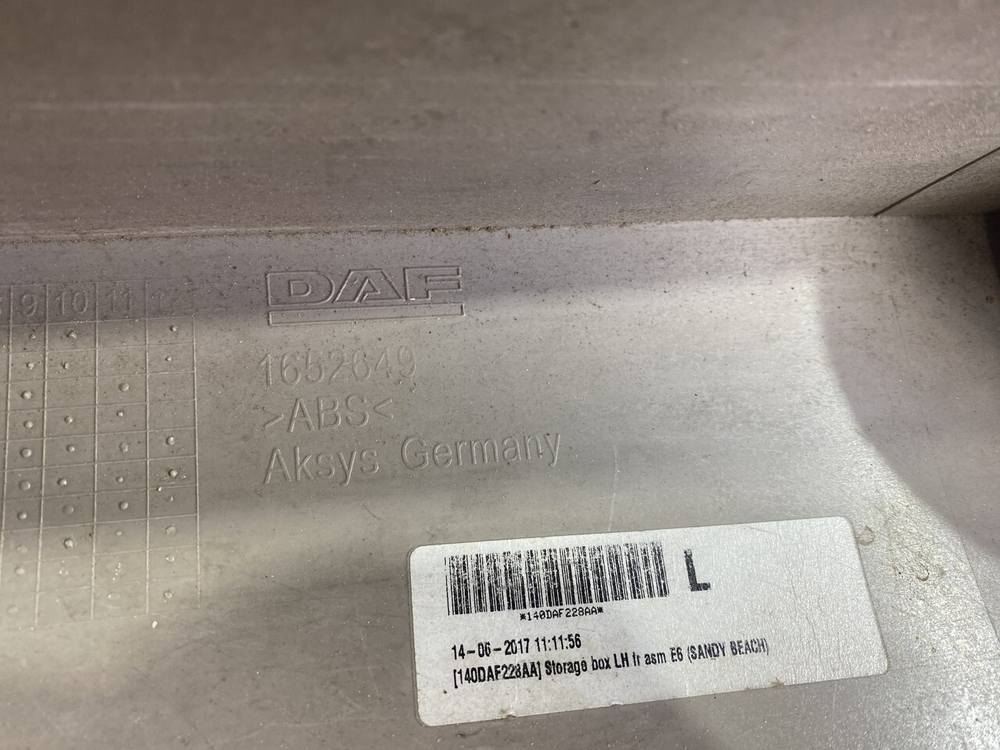 DAF
9 10 11
1652649
>ABS<
Aksys Germany
L
*140DAF228AA*
14-06-2017 11:11:56
[140DAF228AA] Storage box LH fr asm E6 (SANDY BEACH)